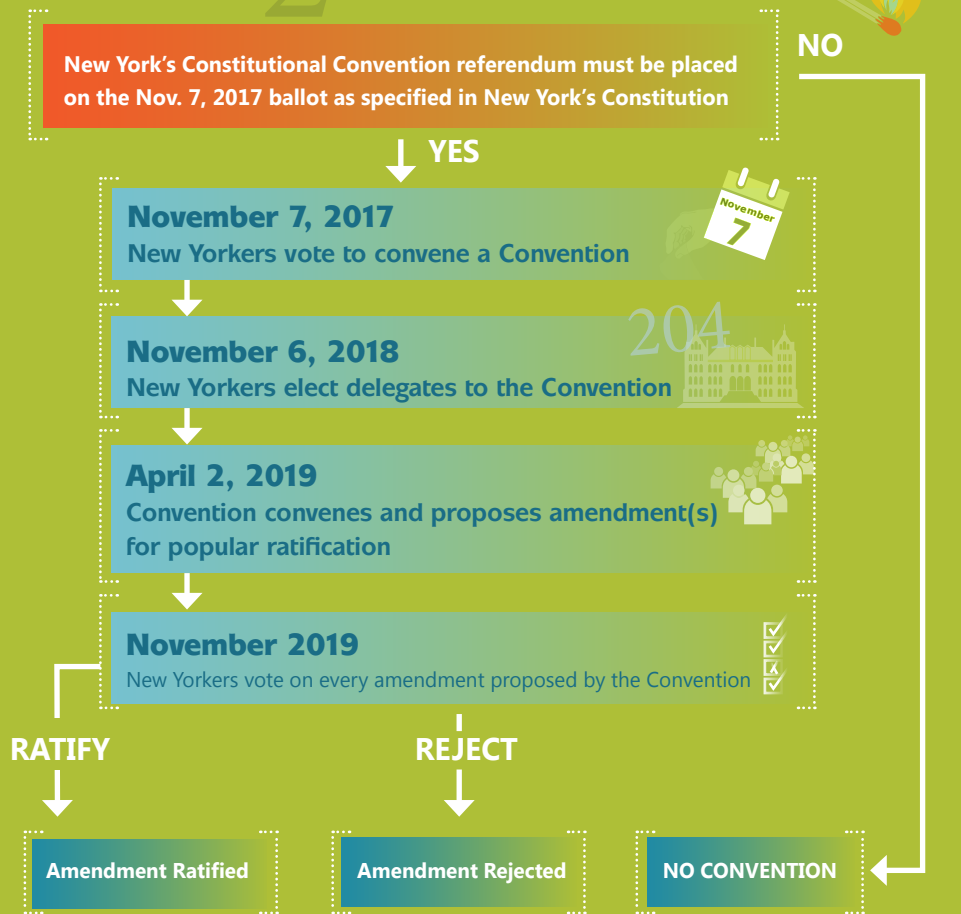 New York's Constitutional Convention referendum must be placed
on the Nov. 7, 2017 ballot as specified in New York's Constitution
NO
YES
November 7, 2017
New Yorkers vote to convene a Convention
November
7
November 6, 2018
New Yorkers elect delegates to the Convention
204
April 2, 2019
Convention convenes and proposes amendment(s)
for popular ratification
November 2019
New Yorkers vote on every amendment proposed by the Convention
RATIFY
REJECT
Amendment Ratified
Amendment Rejected
NO CONVENTION